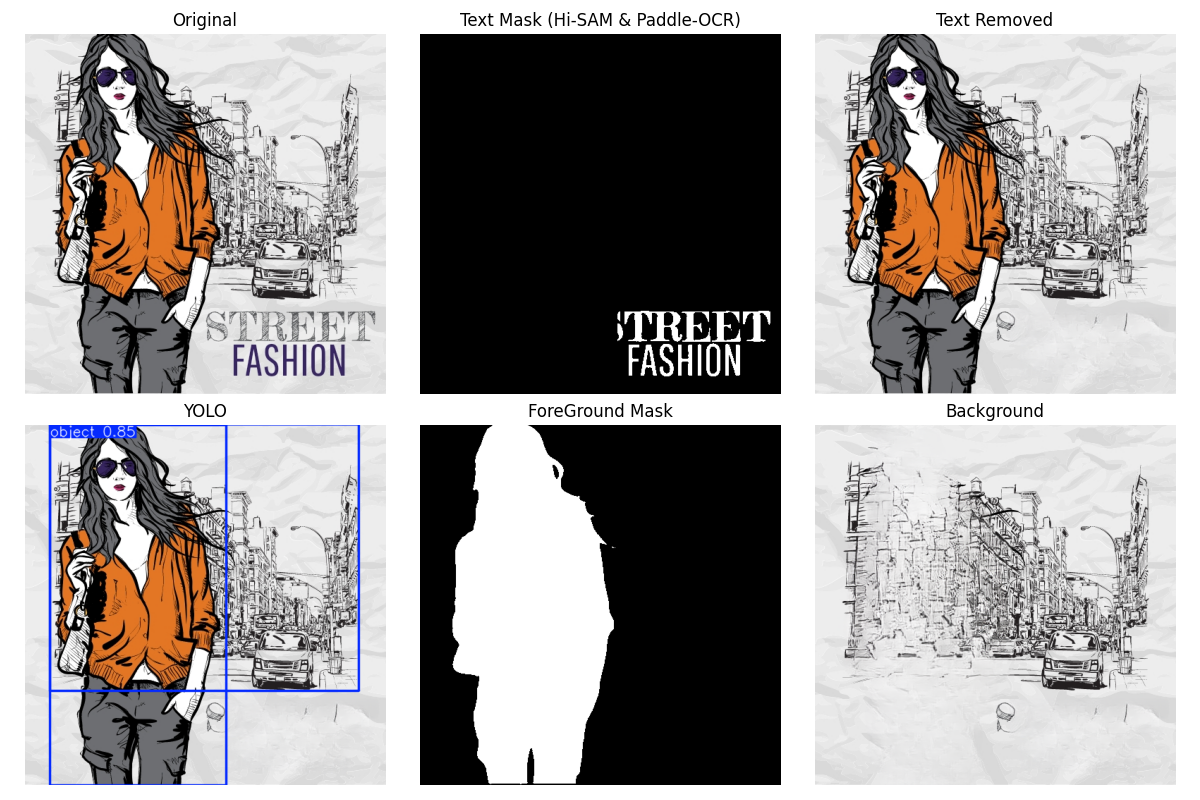 Original
Text Mask (Hi-SAM & Paddle-OCR)
Text Removed
STREET
FASHION
STREET
FASHION
YOLO
ForeGround Mask
Background
object 0.85